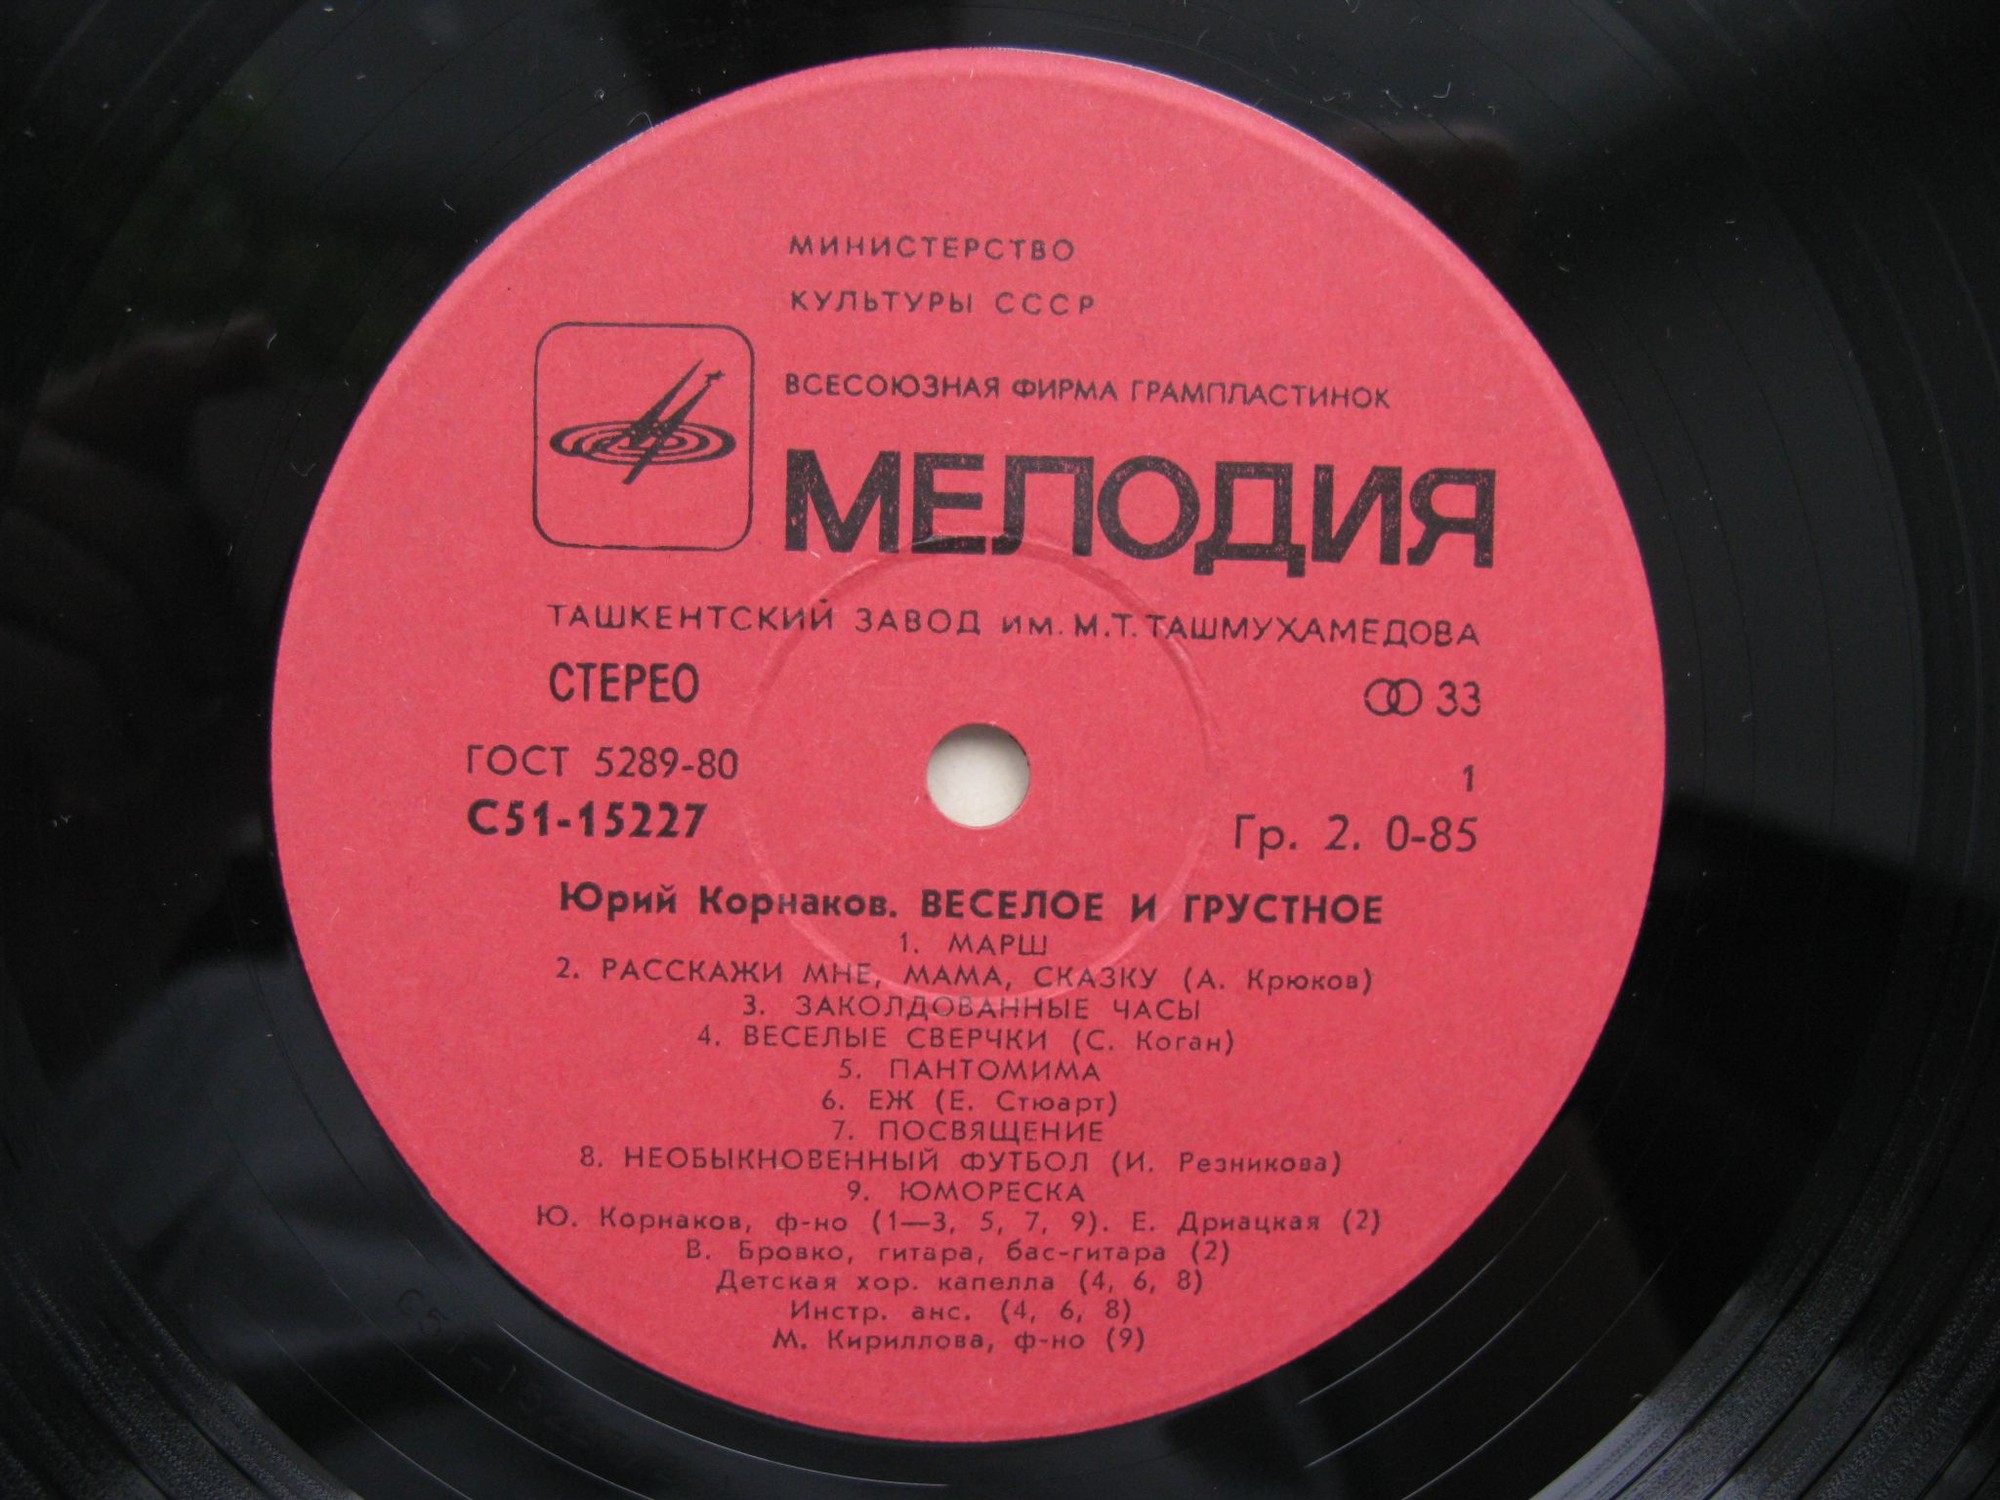 МИНИСТЕРСТВО
КУЛЬТУРЫ СССР
ВСЕСОЮЗНАЯ ФИРМА ГРАМПЛАСТИНОК
МЕЛОДИЯ
ТАШКЕНТСКИЙ ЗАВОД им. М.Т. ТАШМУХАМЕДОВА
СТЕРЕО 33
ГОСТ 5289-80 1
С51-15227 Гр. 2. 0-85
Юрий Корнаков. ВЕСЕЛОЕ И ГРУСТНОЕ
1. МАРШ
2. РАССКАЖИ МНЕ, МАМА, СКАЗКУ (А. Крюков)
3. ЗАКОЛДОВАННЫЕ ЧАСЫ
4. ВЕСЕЛЫЕ СВЕРЧКИ (С. Коган)
5. ПАНТОМИМА
6. ЕЖ (Е. Стюарт)
7. ПОСВЯЩЕНИЕ
8. НЕОБЫКНОВЕННЫЙ ФУТБОЛ (И. Резникова)
9. ЮМОРЕСКА
Ю. Корнаков, ф-но (1—3, 5, 7, 9). Е. Дриацкая (2)
В. Бровко, гитара, бас-гитара (2)
Детская хор. капелла (4, 6, 8)
Инстр. анс. (4, 6, 8)
М. Кириллова, ф-но (9)